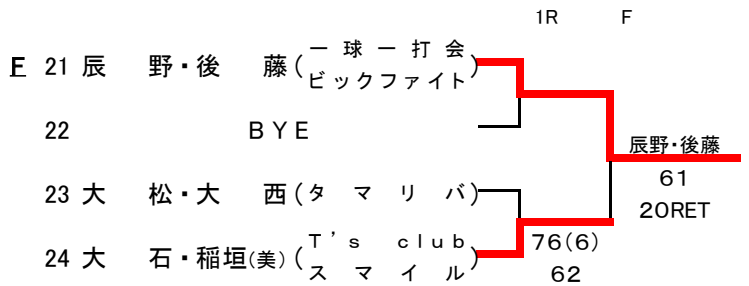 1R F
F 21 辰 野・後 藤(一球一打会
ビックファイト)
22 BYE
辰野・後藤
61
20RET
23 大 松・大 西(タ マ リ バ)
24 大 石・稲垣(美)(T's club
スマイル)
76(6)
62